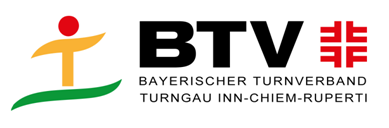 BTV
BAYERISCHER TURNVERBAND
TURNGAU INN-CHIEM-RUPERTI